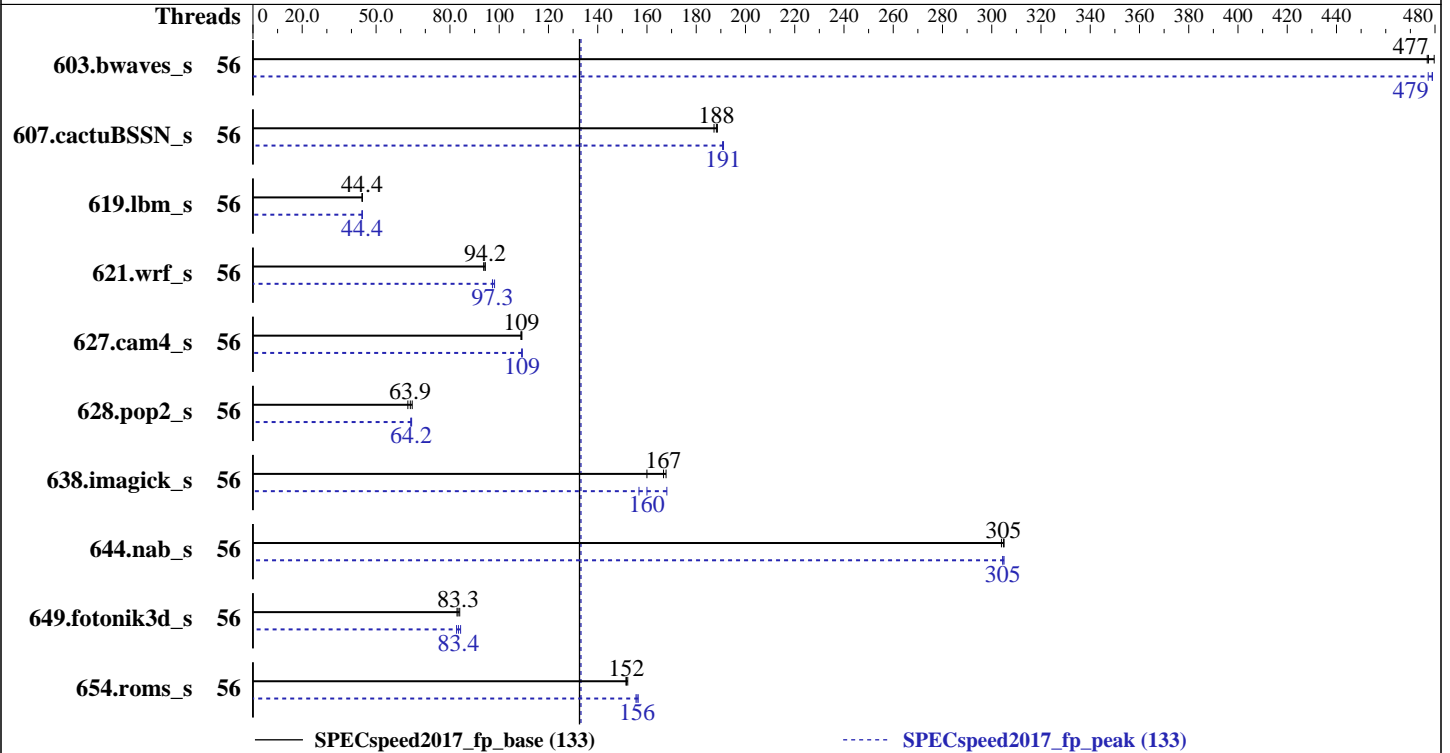 Threads 0 20.0 50.0 80.0 100 120 140 160 180 200 220 240 260 280 300 320 340 360 380 400 420 440 480
477
603.bwaves_s 56
479
188
607.cactuBSSN_s 56
191
44.4
619.lbm_s 56
44.4
94.2
621.wrf_s 56
97.3
109
627.cam4_s 56
109
63.9
628.pop2_s 56
64.2
167
638.imagick_s 56
160
305
644.nab_s 56
305
83.3
649.fotonik3d_s 56
83.4
152
654.roms_s 56
156
SPECspeed2017_fp_base (133) SPECspeed2017_fp_peak (133)